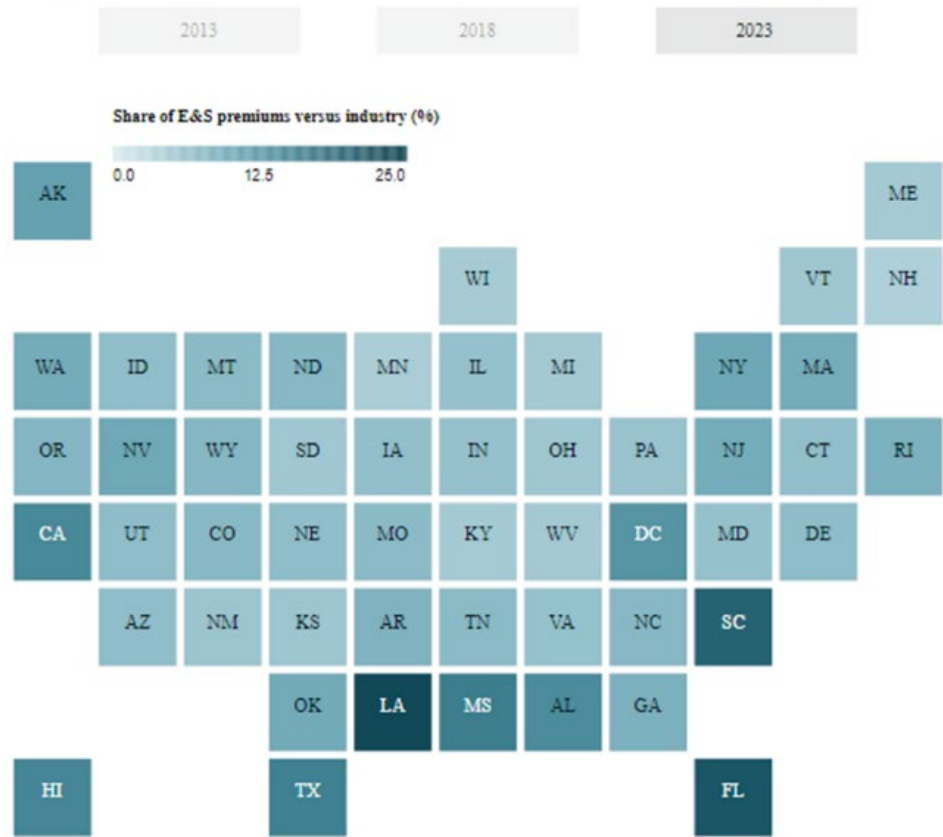 2013 2018 2023
Share of E&S premiums versus industry (%)
0.0 12.5 25.0
AK ME
WI VT NH
WA ID MT ND MN IL MI NY MA
OR NV WY SD IA IN OH PA NJ CT RI
CA UT CO NE MO KY WV DC MD DE
AZ NM KS AR TN VA NC SC
OK LA MS AL GA
HI TX FL